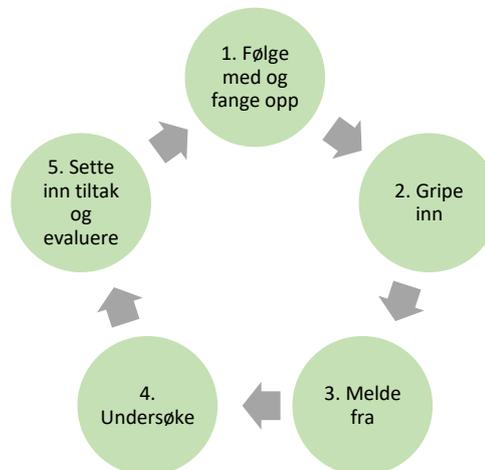 1. Følge
med og
fange opp
2. Gripe
inn
3. Melde
fra
4.
Undersøke
5. Sette
inn tiltak
og
evaluere